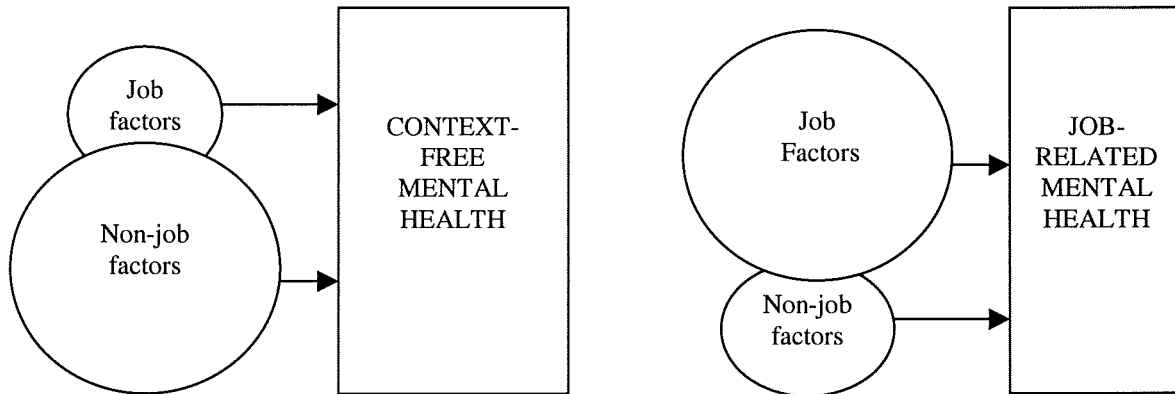 Job
factors
Non-job
factors
CONTEXT-
FREE
MENTAL
HEALTH
Job
Factors
Non-job
factors
JOB-
RELATED
MENTAL
HEALTH